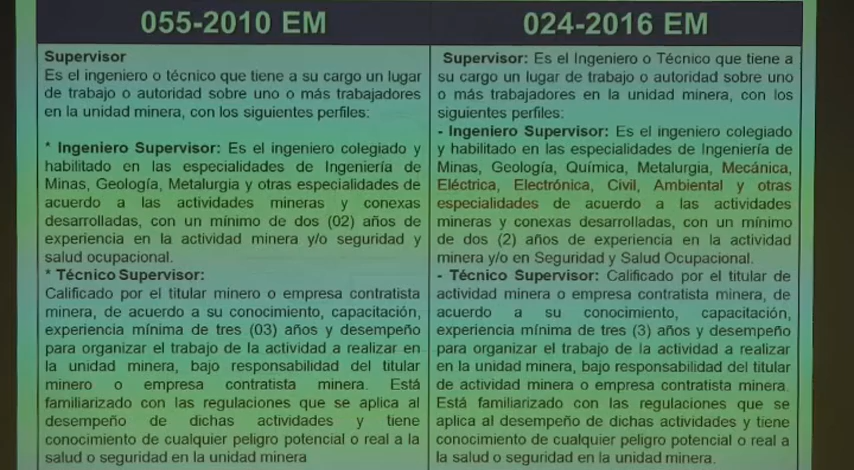 055-2010 EM
Supervisor
Es el ingeniero o técnico que tiene a su cargo un lugar
de trabajo o autoridad sobre uno o más trabajadores
en la unidad minera, con los siguientes perfiles:
* Ingeniero Supervisor: Es el ingeniero colegiado y
habilitado en las especialidades de Ingeniería de
Minas, Geología, Metalurgia y otras especialidades de
acuerdo a las actividades mineras y conexas
desarrolladas, con un mínimo de dos (02) años de
experiencia en la actividad minera y/o seguridad y
salud ocupacional.
* Técnico Supervisor:
Calificado por el titular minero o empresa contratista
minera, de acuerdo a su conocimiento, capacitación,
experiencia mínima de tres (03) años y desempeño
para organizar el trabajo de la actividad a realizar en
la unidad minera, bajo responsabilidad del titular
minero o empresa contratista minera. Está
familiarizado con las regulaciones que se aplica al
desempeño de dichas actividades y tiene
conocimiento de cualquier peligro potencial o real a la
salud o seguridad en la unidad minera
024-2016 EM
Supervisor: Es el Ingeniero o Técnico que tiene a
su cargo un lugar de trabajo o autoridad sobre uno
o más trabajadores en la unidad minera, con los
siguientes perfiles:
- Ingeniero Supervisor: Es el ingeniero colegiado
y habilitado en las especialidades de Ingeniería de
Minas, Geología, Química, Metalurgia, Mecánica,
Eléctrica, Electrónica, Civil, Ambiental y otras
especialidades de acuerdo a las actividades
mineras y conexas desarrolladas, con un mínimo
de dos (2) años de experiencia en la actividad
minera y/o en Seguridad y Salud Ocupacional.
- Técnico Supervisor: Calificado por el titular de
actividad minera o empresa contratista minera, de
acuerdo a su conocimiento, capacitación,
experiencia mínima de tres (3) años y desempeño
para organizar el trabajo de la actividad a realizar
en la unidad minera, bajo responsabilidad del titular
de actividad minera o empresa contratista minera.
Está familiarizado con las regulaciones que se
aplica al desempeño de dichas actividades y tiene
conocimiento de cualquier peligro potencial o real a
la salud o seguridad en la unidad minera.